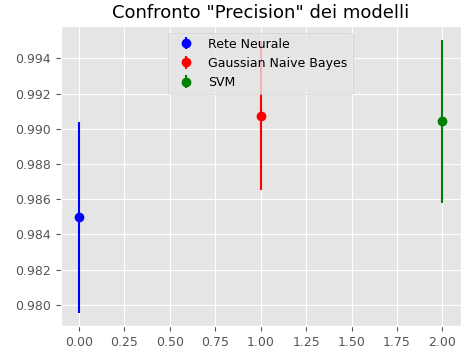 Confronto "Precision" dei modelli
Rete Neurale
Gaussian Naive Bayes
SVM
0.994
0.992
0.990
0.988
0.986
0.984
0.982
0.980
0.00 0.25 0.50 0.75 1.00 1.25 1.50 1.75 2.00